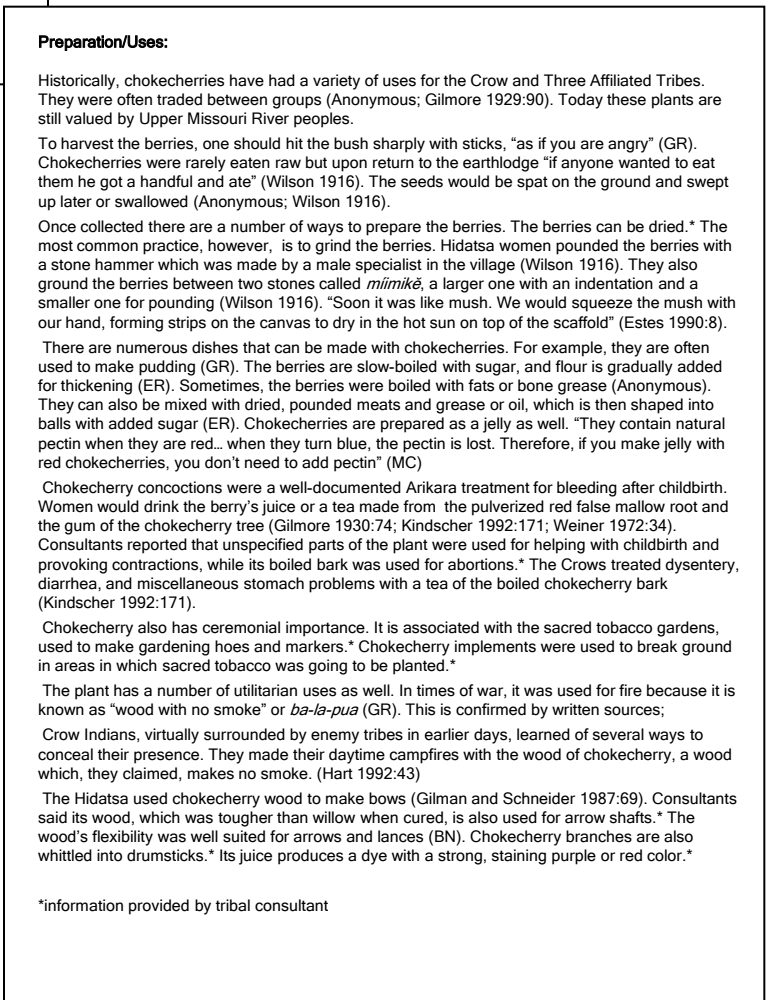 Preparation/Uses:
Historically, chokecherries have had a variety of uses for the Crow and Three Affiliated Tribes.
They were often traded between groups (Anonymous; Gilmore 1929:90). Today these plants are
still valued by Upper Missouri River peoples.
To harvest the berries, one should hit the bush sharply with sticks, “as if you are angry” (GR).
Chokecherries were rarely eaten raw but upon return to the earthlodge “if anyone wanted to eat
them he got a handful and ate” (Wilson 1916). The seeds would be spat on the ground and swept
up later or swallowed (Anonymous; Wilson 1916).
Once collected there are a number of ways to prepare the berries. The berries can be dried.* The
most common practice, however,  is to grind the berries. Hidatsa women pounded the berries with
a stone hammer which was made by a male specialist in the village (Wilson 1916). They also
ground the berries between two stones called míimikĕ, a larger one with an indentation and a
smaller one for pounding (Wilson 1916). “Soon it was like mush. We would squeeze the mush with
our hand, forming strips on the canvas to dry in the hot sun on top of the scaffold” (Estes 1990:8).
There are numerous dishes that can be made with chokecherries. For example, they are often
used to make pudding (GR). The berries are slow-boiled with sugar, and flour is gradually added
for thickening (ER). Sometimes, the berries were boiled with fats or bone grease (Anonymous).
They can also be mixed with dried, pounded meats and grease or oil, which is then shaped into
balls with added sugar (ER). Chokecherries are prepared as a jelly as well. “They contain natural
pectin when they are red… when they turn blue, the pectin is lost. Therefore, if you make jelly with
red chokecherries, you don’t need to add pectin” (MC)
Chokecherry concoctions were a well-documented Arikara treatment for bleeding after childbirth.
Women would drink the berry’s juice or a tea made from  the pulverized red false mallow root and
the gum of the chokecherry tree (Gilmore 1930:74; Kindscher 1992:171; Weiner 1972:34).
Consultants reported that unspecified parts of the plant were used for helping with childbirth and
provoking contractions, while its boiled bark was used for abortions.* The Crows treated dysentery,
diarrhea, and miscellaneous stomach problems with a tea of the boiled chokecherry bark
(Kindscher 1992:171).
Chokecherry also has ceremonial importance. It is associated with the sacred tobacco gardens,
used to make gardening hoes and markers.* Chokecherry implements were used to break ground
in areas in which sacred tobacco was going to be planted.*
The plant has a number of utilitarian uses as well. In times of war, it was used for fire because it is
known as “wood with no smoke” or ba-la-pua (GR). This is confirmed by written sources;
Crow Indians, virtually surrounded by enemy tribes in earlier days, learned of several ways to
conceal their presence. They made their daytime campfires with the wood of chokecherry, a wood
which, they claimed, makes no smoke. (Hart 1992:43)
The Hidatsa used chokecherry wood to make bows (Gilman and Schneider 1987:69). Consultants
said its wood, which was tougher than willow when cured, is also used for arrow shafts.* The
wood’s flexibility was well suited for arrows and lances (BN). Chokecherry branches are also
whittled into drumsticks.* Its juice produces a dye with a strong, staining purple or red color.*
*information provided by tribal consultant